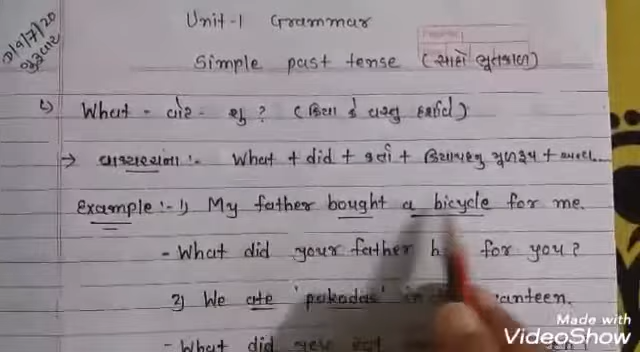 ગુરુવાર
Unit-1 Grammar
Simple past tense (સાદો ભૂતકાળ)
What - વોટ - શું? (ક્રિયા કે વસ્તુ દર્શાવે)
→ વાક્યરચના :- What + did + કર્તા + ક્રિયાપદનું મૂળરૂપ + અન્ય...
Example :- 1) My father bought a bicycle for me.
- What did your father for you?
2) We ate 'pakodas' in canteen.
- What did you eat
Made with
VideoShow